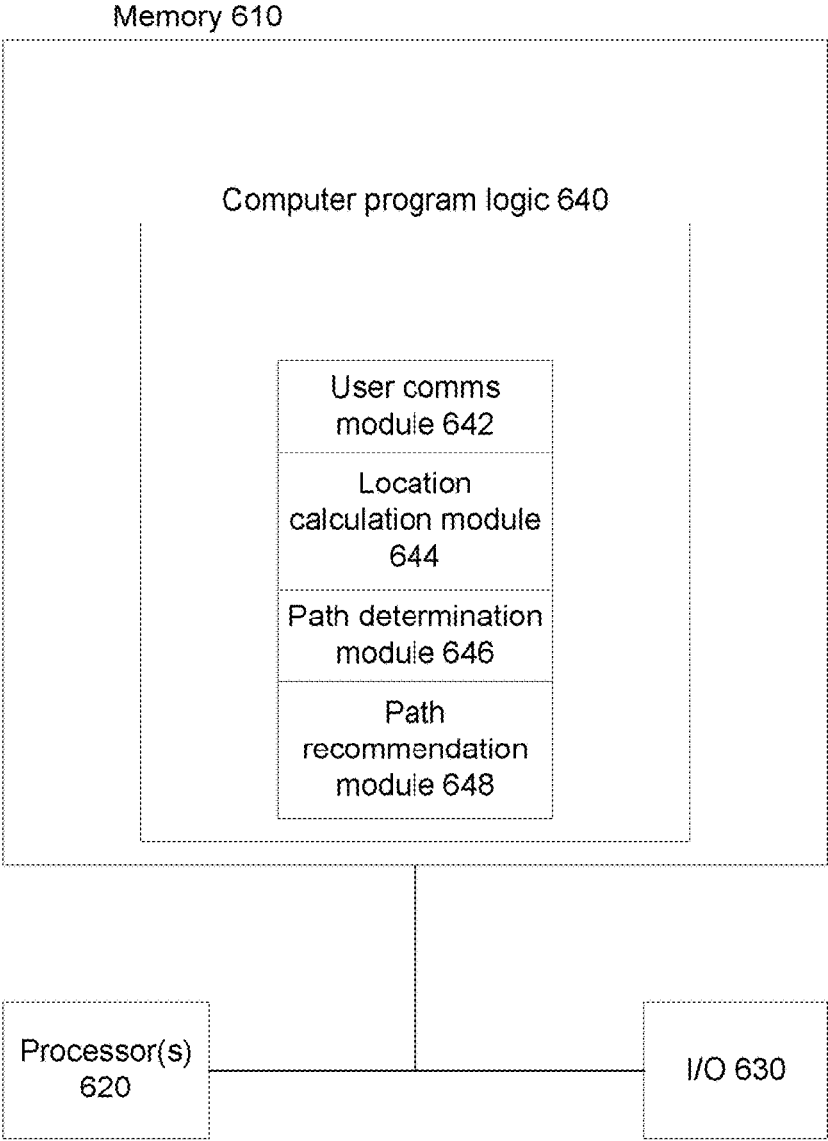 Memory 610
Computer program logic 640
User comms
module 642
Location
calculation module
644
Path determination
module 646
Path
recommendation
module 648
Processor(s)
620
I/O 630